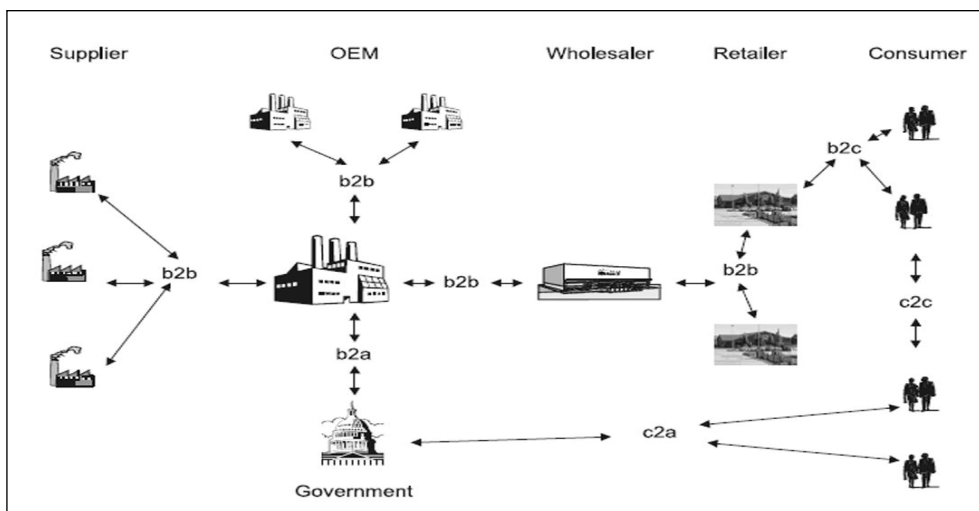 Supplier
OEM
Wholesaler
Retailer
Consumer
b2c
b2b
b2b
b2b
b2b
c2c
b2a
c2a
Government